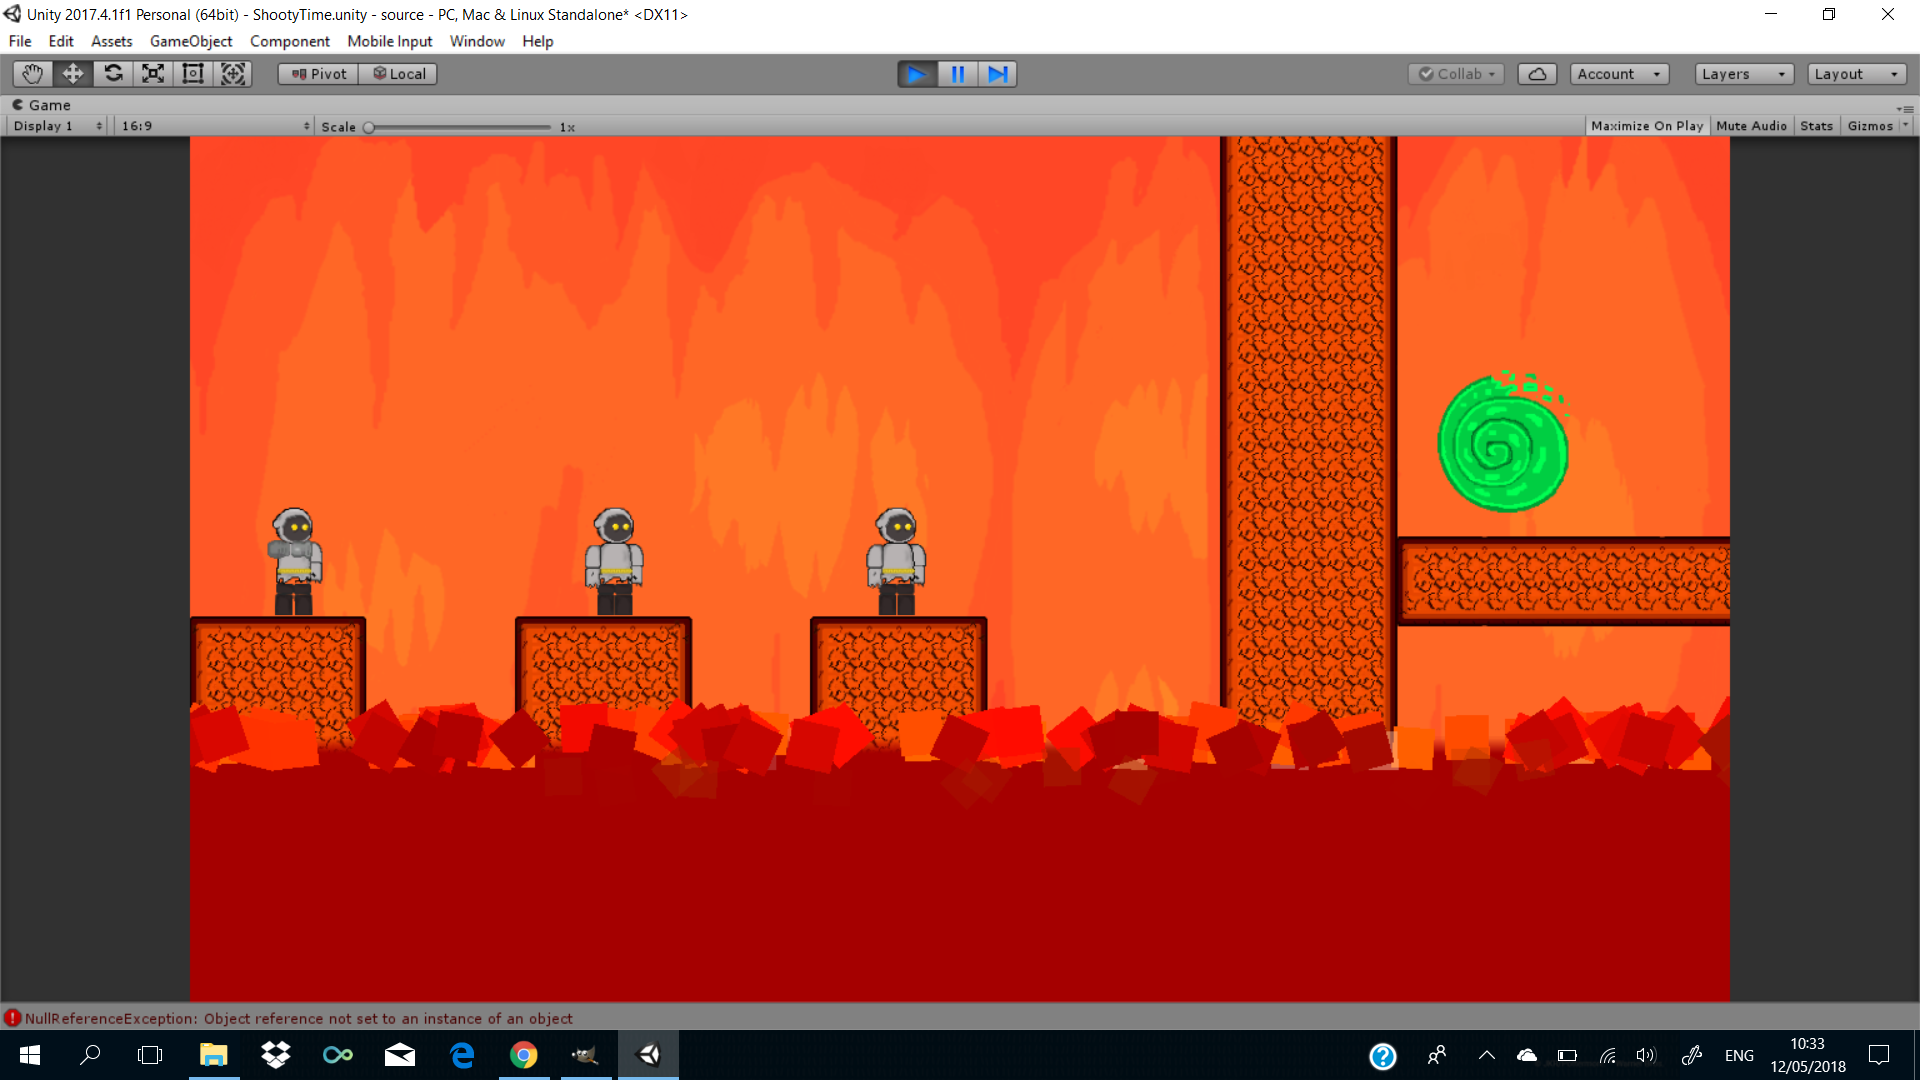 Unity 2017.4.1f1 Personal (64bit) - ShootyTime.unity - source - PC, Mac & Linux Standalone* <DX11>
File Edit Assets GameObject Component Mobile Input Window Help
Pivot Local Collab Account Layers Layout
Game
Display 1 16:9 Scale 1x Maximize On Play Mute Audio Stats Gizmos
NullReferenceException: Object reference not set to an instance of an object
ENG 10:33
12/05/2018